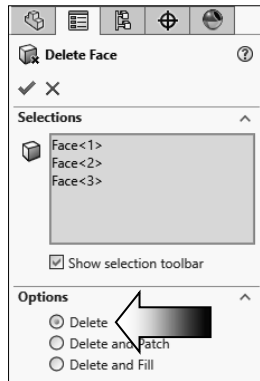 Delete Face
Selections
Face<1>
Face<2>
Face<3>
Show selection toolbar
Options
Delete
Delete and Patch
Delete and Fill